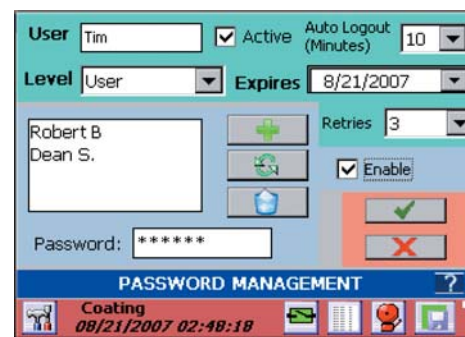 User Tim Active Auto Logout (Minutes) 10
Level User Expires 8/21/2007
Robert B
Dean S.
Retries 3
Enable
Password: ******
PASSWORD MANAGEMENT ?
Coating
08/21/2007 02:48:18